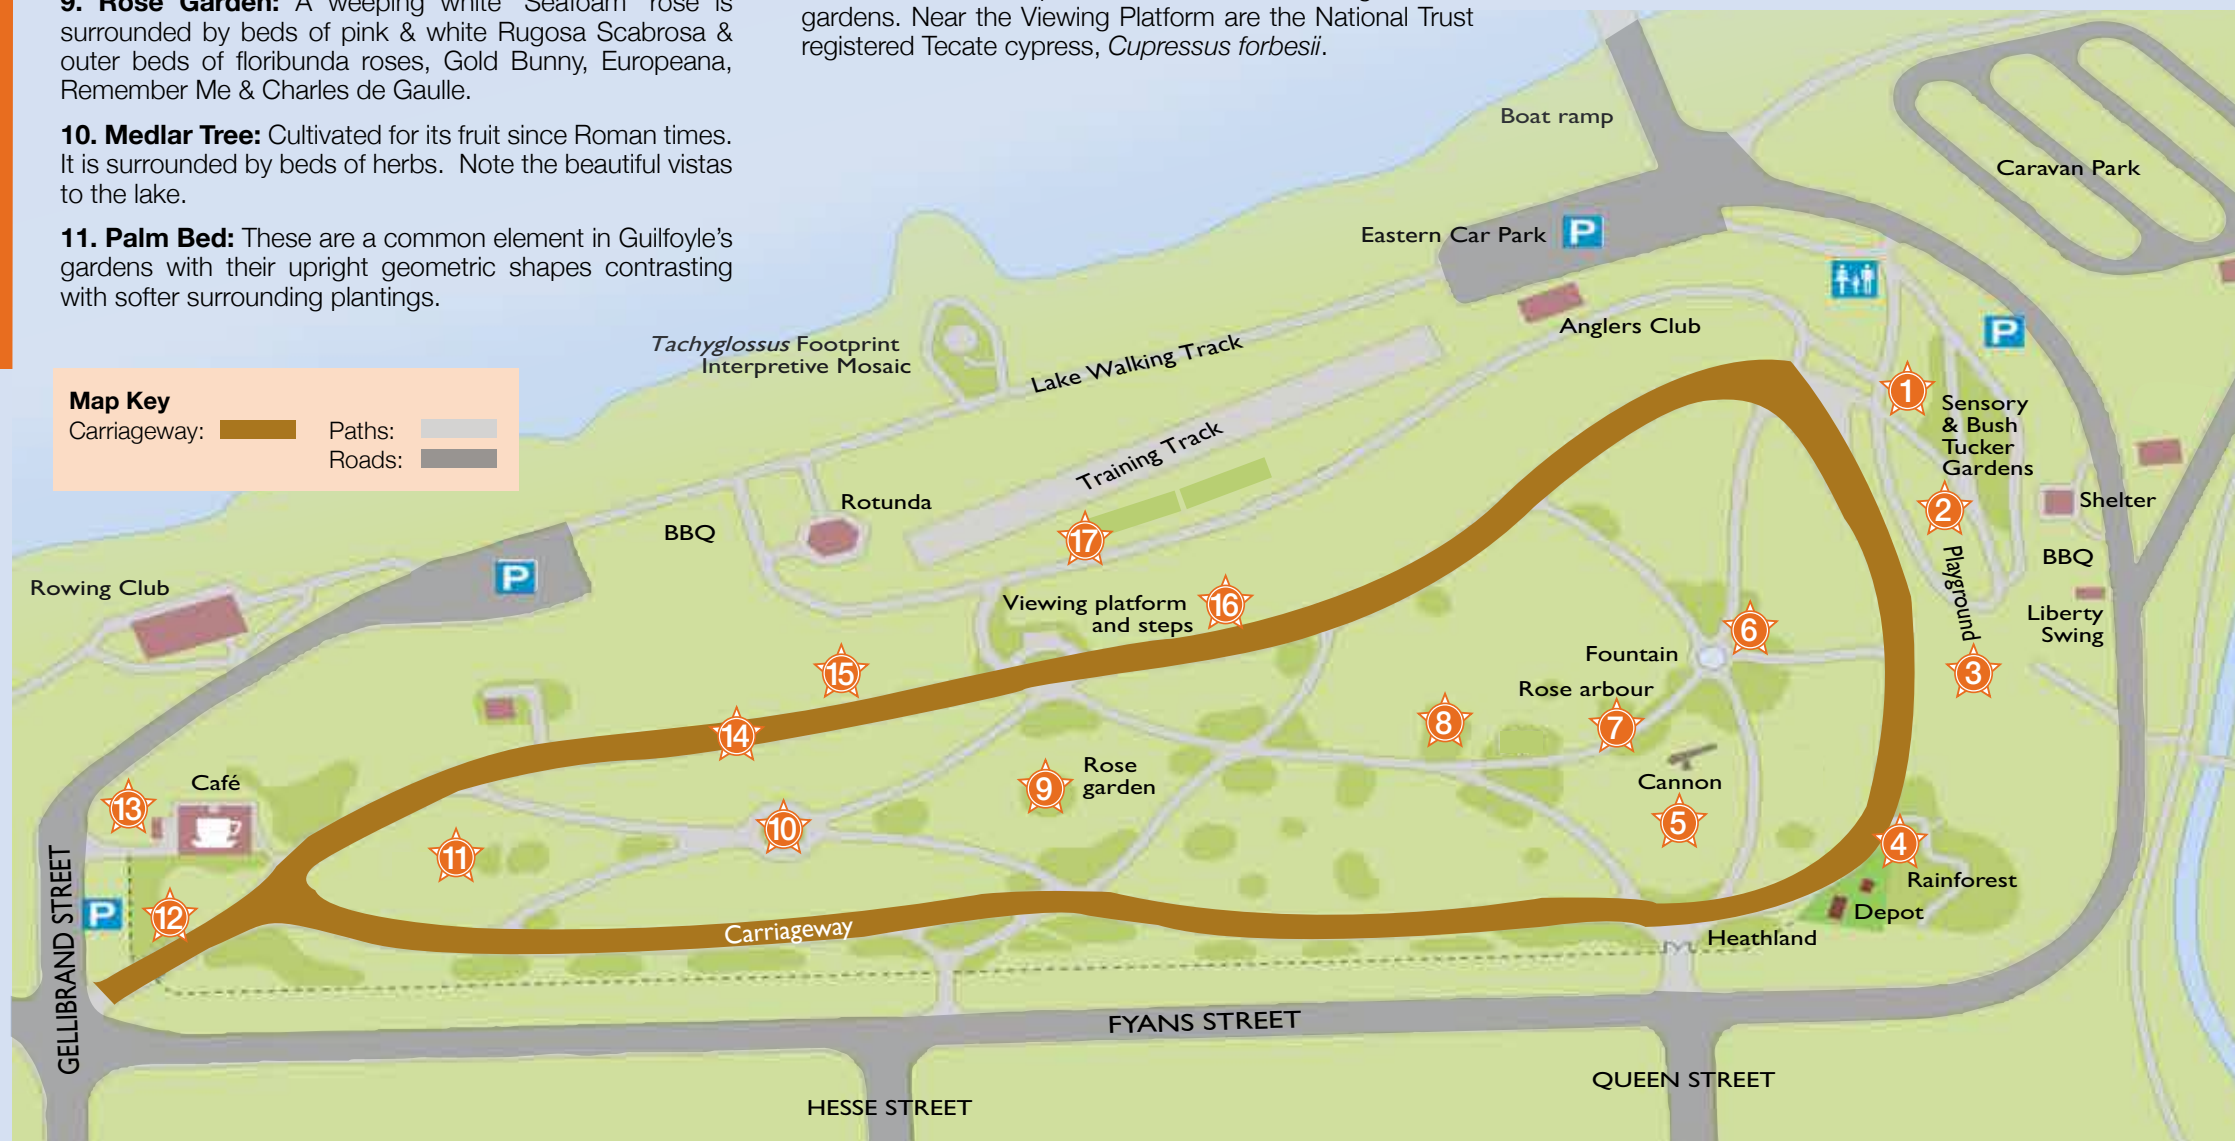 9. Rose Garden: A weeping white 'Seafoam' rose is
surrounded by beds of pink & white Rugosa Scabrosa &
outer beds of floribunda roses, Gold Bunny, Europeana,
Remember Me & Charles de Gaulle.
10. Medlar Tree: Cultivated for its fruit since Roman times.
It is surrounded by beds of herbs. Note the beautiful vistas
to the lake.
11. Palm Bed: These are a common element in Guilfoyle's
gardens with their upright geometric shapes contrasting
with softer surrounding plantings.
gardens. Near the Viewing Platform are the National Trust
registered Tecate cypress, Cupressus forbesii.
Map Key
Carriageway:
Paths:
Roads:
Boat ramp
Caravan Park
Eastern Car Park P
P
Anglers Club
Tachyglossus Footprint
Interpretive Mosaic
Lake Walking Track
Training Track
1
Sensory
& Bush
Tucker
Gardens
2
Shelter
Playground
BBQ
Liberty
Swing
3
Rotunda
BBQ
17
P
Rowing Club
Viewing platform
and steps
16
6
Fountain
Rose arbour
7
8
15
14
Cannon
5
Rose
garden
9
Café
13
10
11
4
Rainforest
Depot
Heathland
P
12
Carriageway
GELLIBRAND STREET
FYANS STREET
HESSE STREET
QUEEN STREET